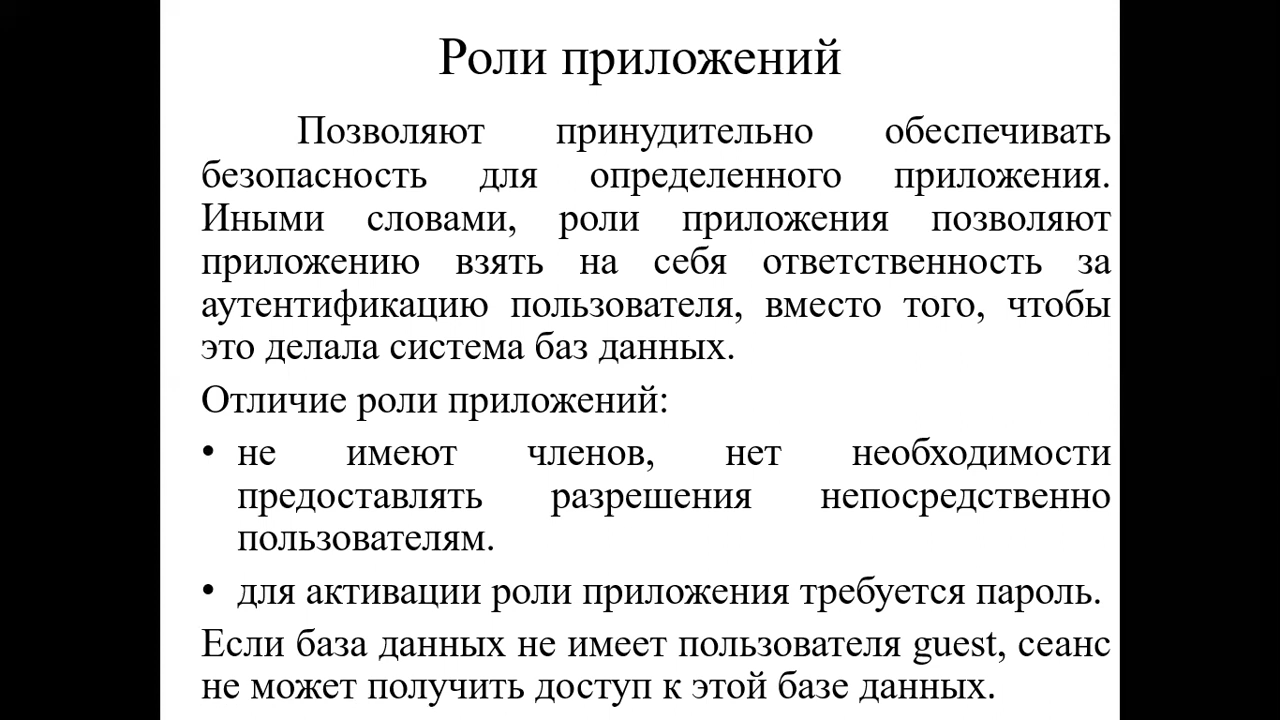 Роли приложений
Позволяют принудительно обеспечивать
безопасность для определенного приложения.
Иными словами, роли приложения позволяют
приложению взять на себя ответственность за
аутентификацию пользователя, вместо того, чтобы
это делала система баз данных.
Отличие роли приложений:
• не имеют членов, нет необходимости
предоставлять разрешения непосредственно
пользователям.
• для активации роли приложения требуется пароль.
Если база данных не имеет пользователя guest, сеанс
не может получить доступ к этой базе данных.